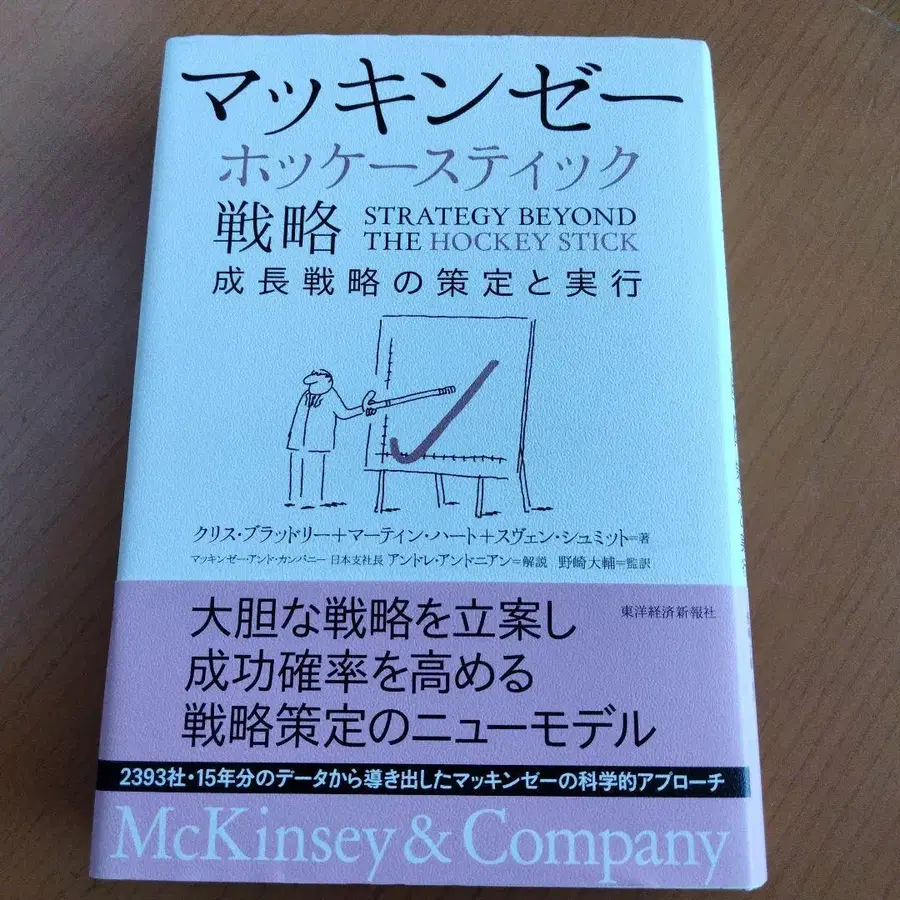 マッキンゼー
ホッケースティック
戦略
STRATEGY BEYOND
THE HOCKEY STICK
成長戦略の策定と実行
クリス・ブラッドリー+マーティン・ハート+スヴェン・シュミット=著
マッキンゼー・アンド・カンパニー 日本支社長 アンドレ・アンドニアン=解説 野崎大輔=監訳
東洋経済新報社
大胆な戦略を立案し
成功確率を高める
戦略策定のニューモデル
2393社・15年分のデータから導き出したマッキンゼーの科学的アプローチ
McKinsey & Company